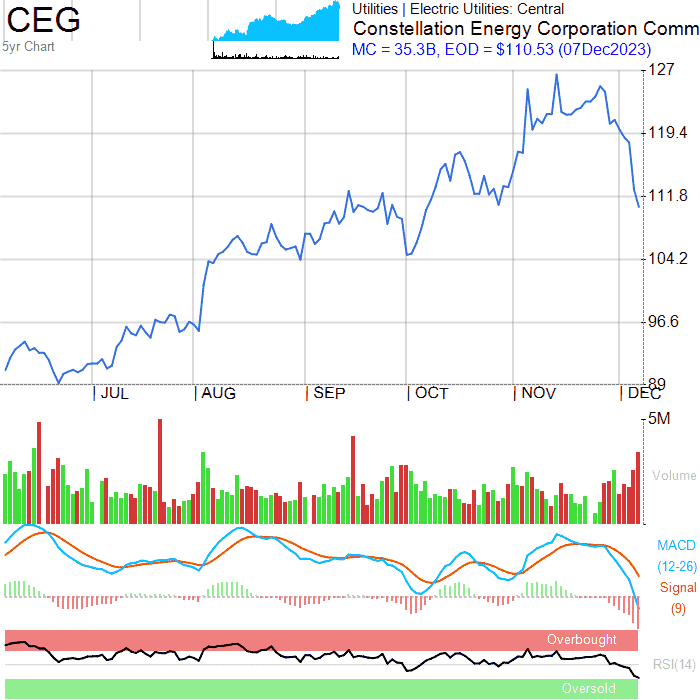 CEG
5yr Chart
Utilities | Electric Utilities: Central
Constellation Energy Corporation Comm
MC = 35.3B, EOD = $110.53 (07Dec2023)
127
119.4
111.8
104.2
96.6
89
JUL AUG SEP OCT NOV DEC
5M
Volume
MACD
(12-26)
Signal
(9)
Overbought
RSI(14)
Oversold